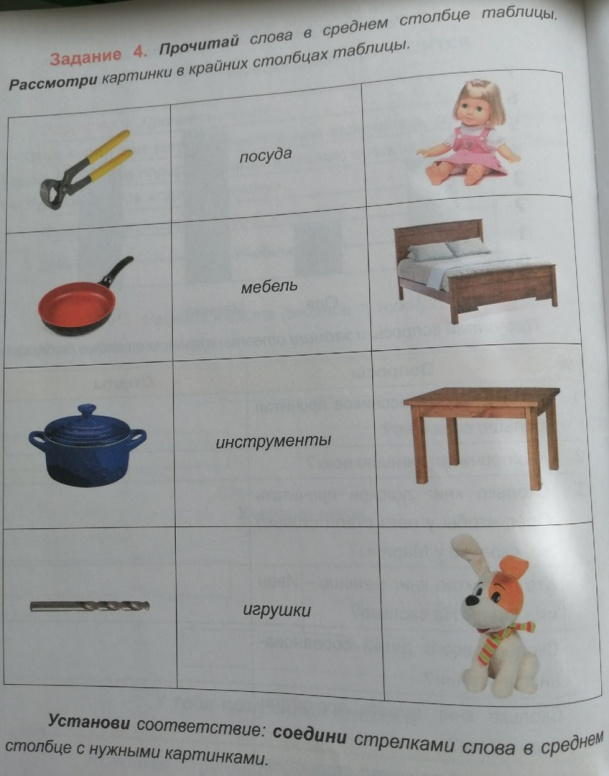 Задание 4. Прочитай слова в среднем столбце таблицы.
Рассмотри картинки в крайних столбцах таблицы.
посуда
мебель
инструменты
игрушки
Установи соответствие: соедини стрелками слова в среднем
столбце с нужными картинками.